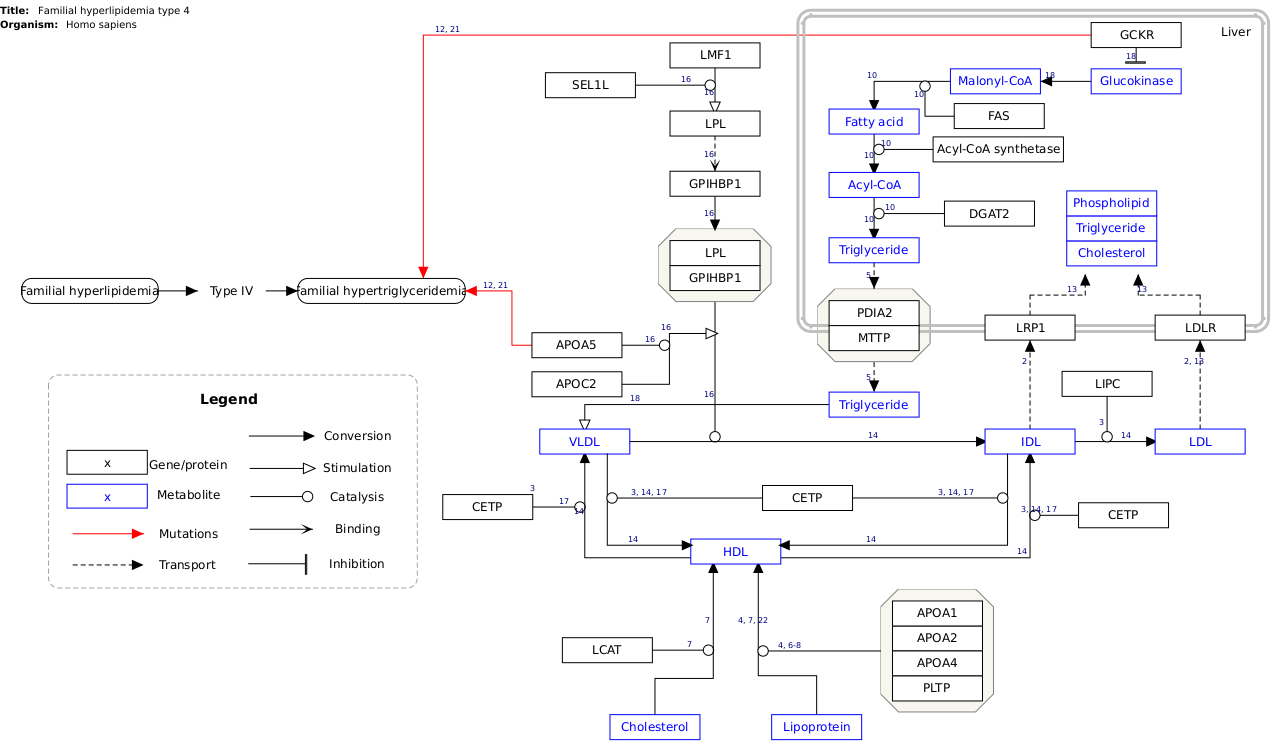 Title: Familial hyperlipidemia type 4
Organism: Homo sapiens
12, 21
GCKR
Liver
LMF1
18
SEL1L
16
16
10
Malonyl-CoA
18
Glucokinase
10
FAS
LPL
Fatty acid
10
Acyl-CoA synthetase
16
10
GPIHBP1
Acyl-CoA
Phospholipid
16
10
DGAT2
10
Triglyceride
LPL
Triglyceride
Cholesterol
GPIHBP1
5
Familial hyperlipidemia
Type IV
Familial hypertriglyceridemia
12, 21
13
13
PDIA2
16
LRP1
LDLR
APOA5
16
MTTP
2
2, 13
5
APOC2
LIPC
16
18
Triglyceride
3
VLDL
14
IDL
14
LDL
3
17
14
CETP
3, 14, 17
CETP
3, 14, 17
3, 14, 17
CETP
14
14
HDL
14
7
4, 7, 22
APOA1
APOA2
APOA4
PLTP
LCAT
7
4, 6-8
Cholesterol
Lipoprotein
Legend
x
Gene/protein
x
Metabolite
Mutations
Transport
Conversion
Stimulation
Catalysis
Binding
Inhibition